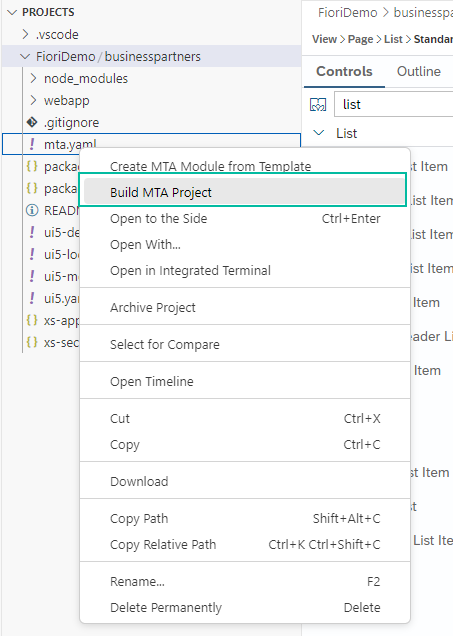 PROJECTS
.vscode
FioriDemo / businesspartners
node_modules
webapp
.gitignore
mta.yaml
packa
packa
READM
ui5-de
ui5-loc
ui5-m
ui5.ya
xs-app
xs-sec
Create MTA Module from Template
Build MTA Project
Open to the Side Ctrl+Enter
Open With...
Open in Integrated Terminal
Archive Project
Select for Compare
Open Timeline
Cut Ctrl+X
Copy Ctrl+C
Download
Copy Path Shift+Alt+C
Copy Relative Path Ctrl+K Ctrl+Shift+C
Rename... F2
Delete Permanently Delete
FioriDemo > businesspartn
View > Page > List > Standar
Controls Outline
list
List
st Item
List Item
List Item
st Item
Item
eader Li
Item
st Item
st
List Item